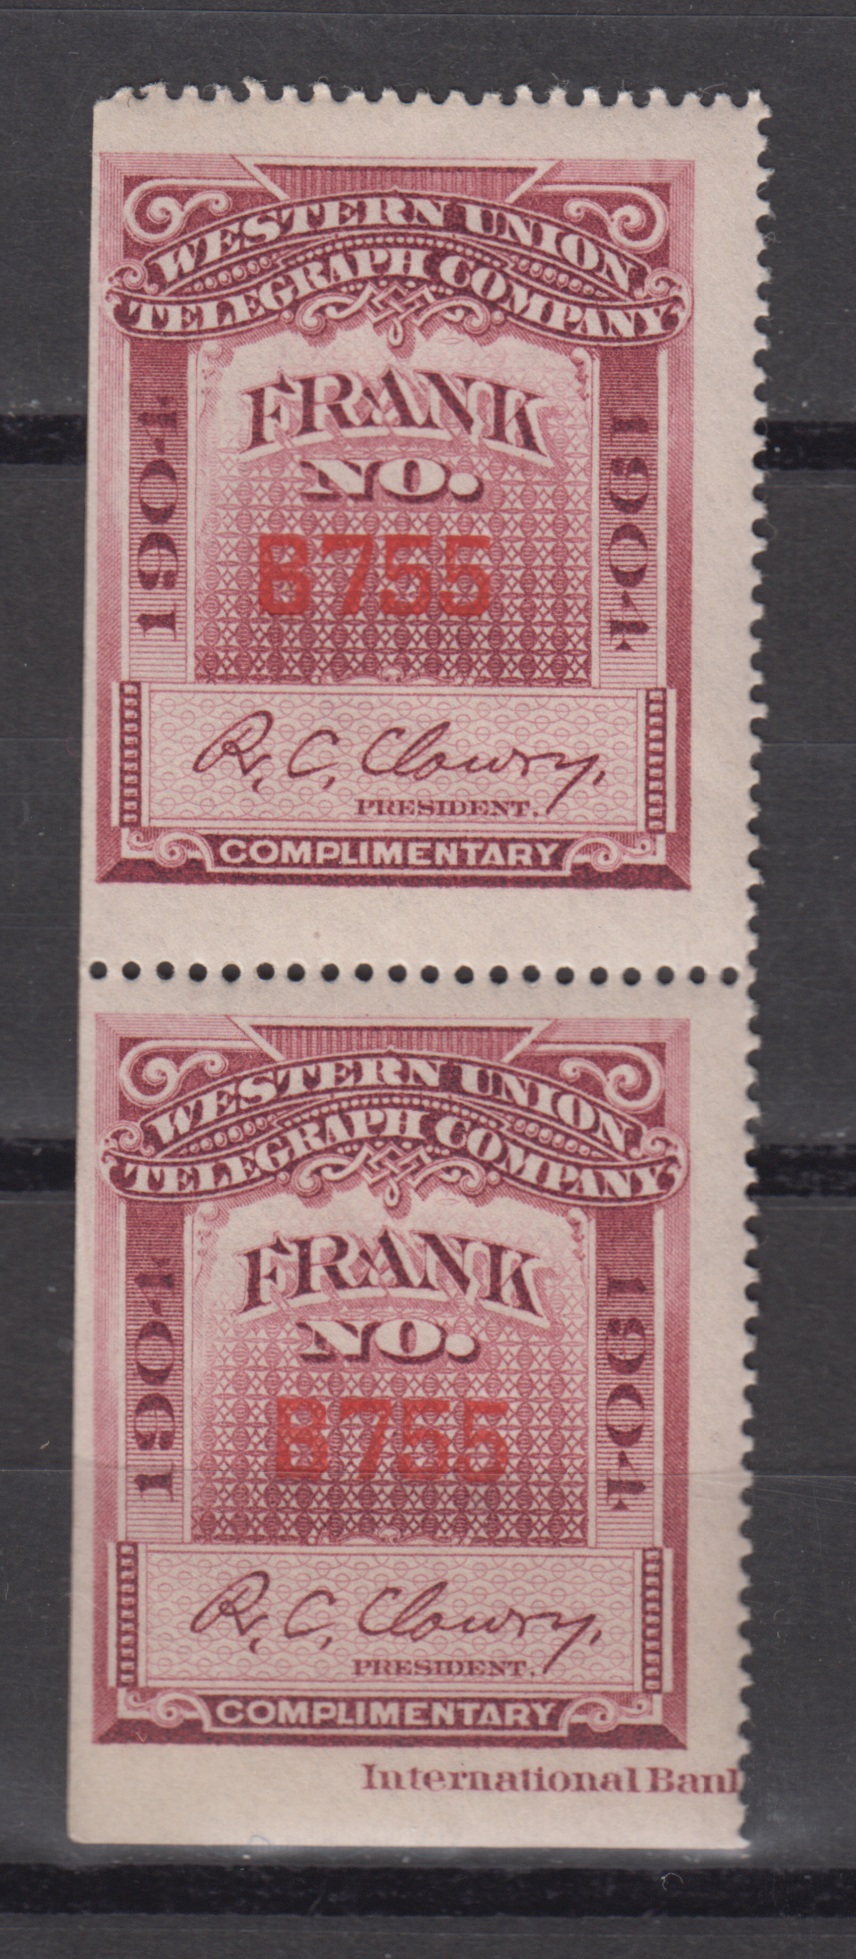 WESTERN UNION
TELEGRAPH COMPANY
1904
1904
FRANK
NO.
B755
R. C. Clowry,
PRESIDENT.
COMPLIMENTARY
WESTERN UNION
TELEGRAPH COMPANY
1904
1904
FRANK
NO.
B755
R. C. Clowry,
PRESIDENT.
COMPLIMENTARY
International Bank